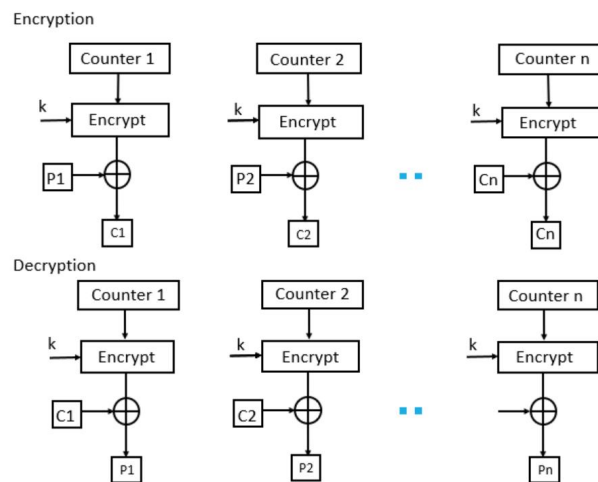 Encryption
Counter 1 Counter 2 Counter n
k Encrypt k Encrypt k Encrypt
P1 P2 Cn
C1 C2 Cn
Decryption
Counter 1 Counter 2 Counter n
k Encrypt k Encrypt k Encrypt
C1 C2
P1 P2 Pn